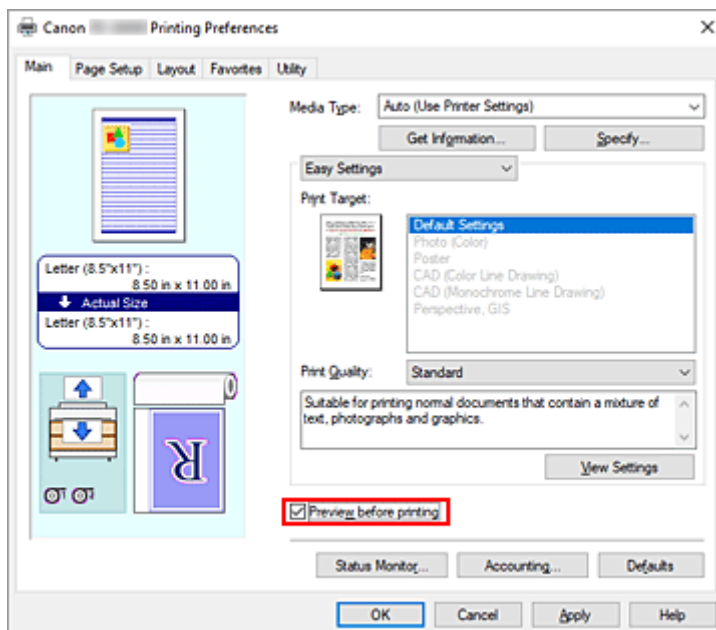 Canon Printing Preferences
Main Page Setup Layout Favorites Utility
Media Type: Auto (Use Printer Settings)
Get Information... Specify...
Easy Settings
Print Target:
Default Settings
Photo (Color)
Poster
CAD (Color Line Drawing)
CAD (Monochrome Line Drawing)
Perspective, GIS
Letter (8.5"x11") :
8.50 in x 11.00 in
Actual Size
Letter (8.5"x11") :
8.50 in x 11.00 in
Print Quality: Standard
Suitable for printing normal documents that contain a mixture of
text, photographs and graphics.
View Settings
R
Preview before printing
Status Monitor... Accounting... Defaults
OK Cancel Apply Help